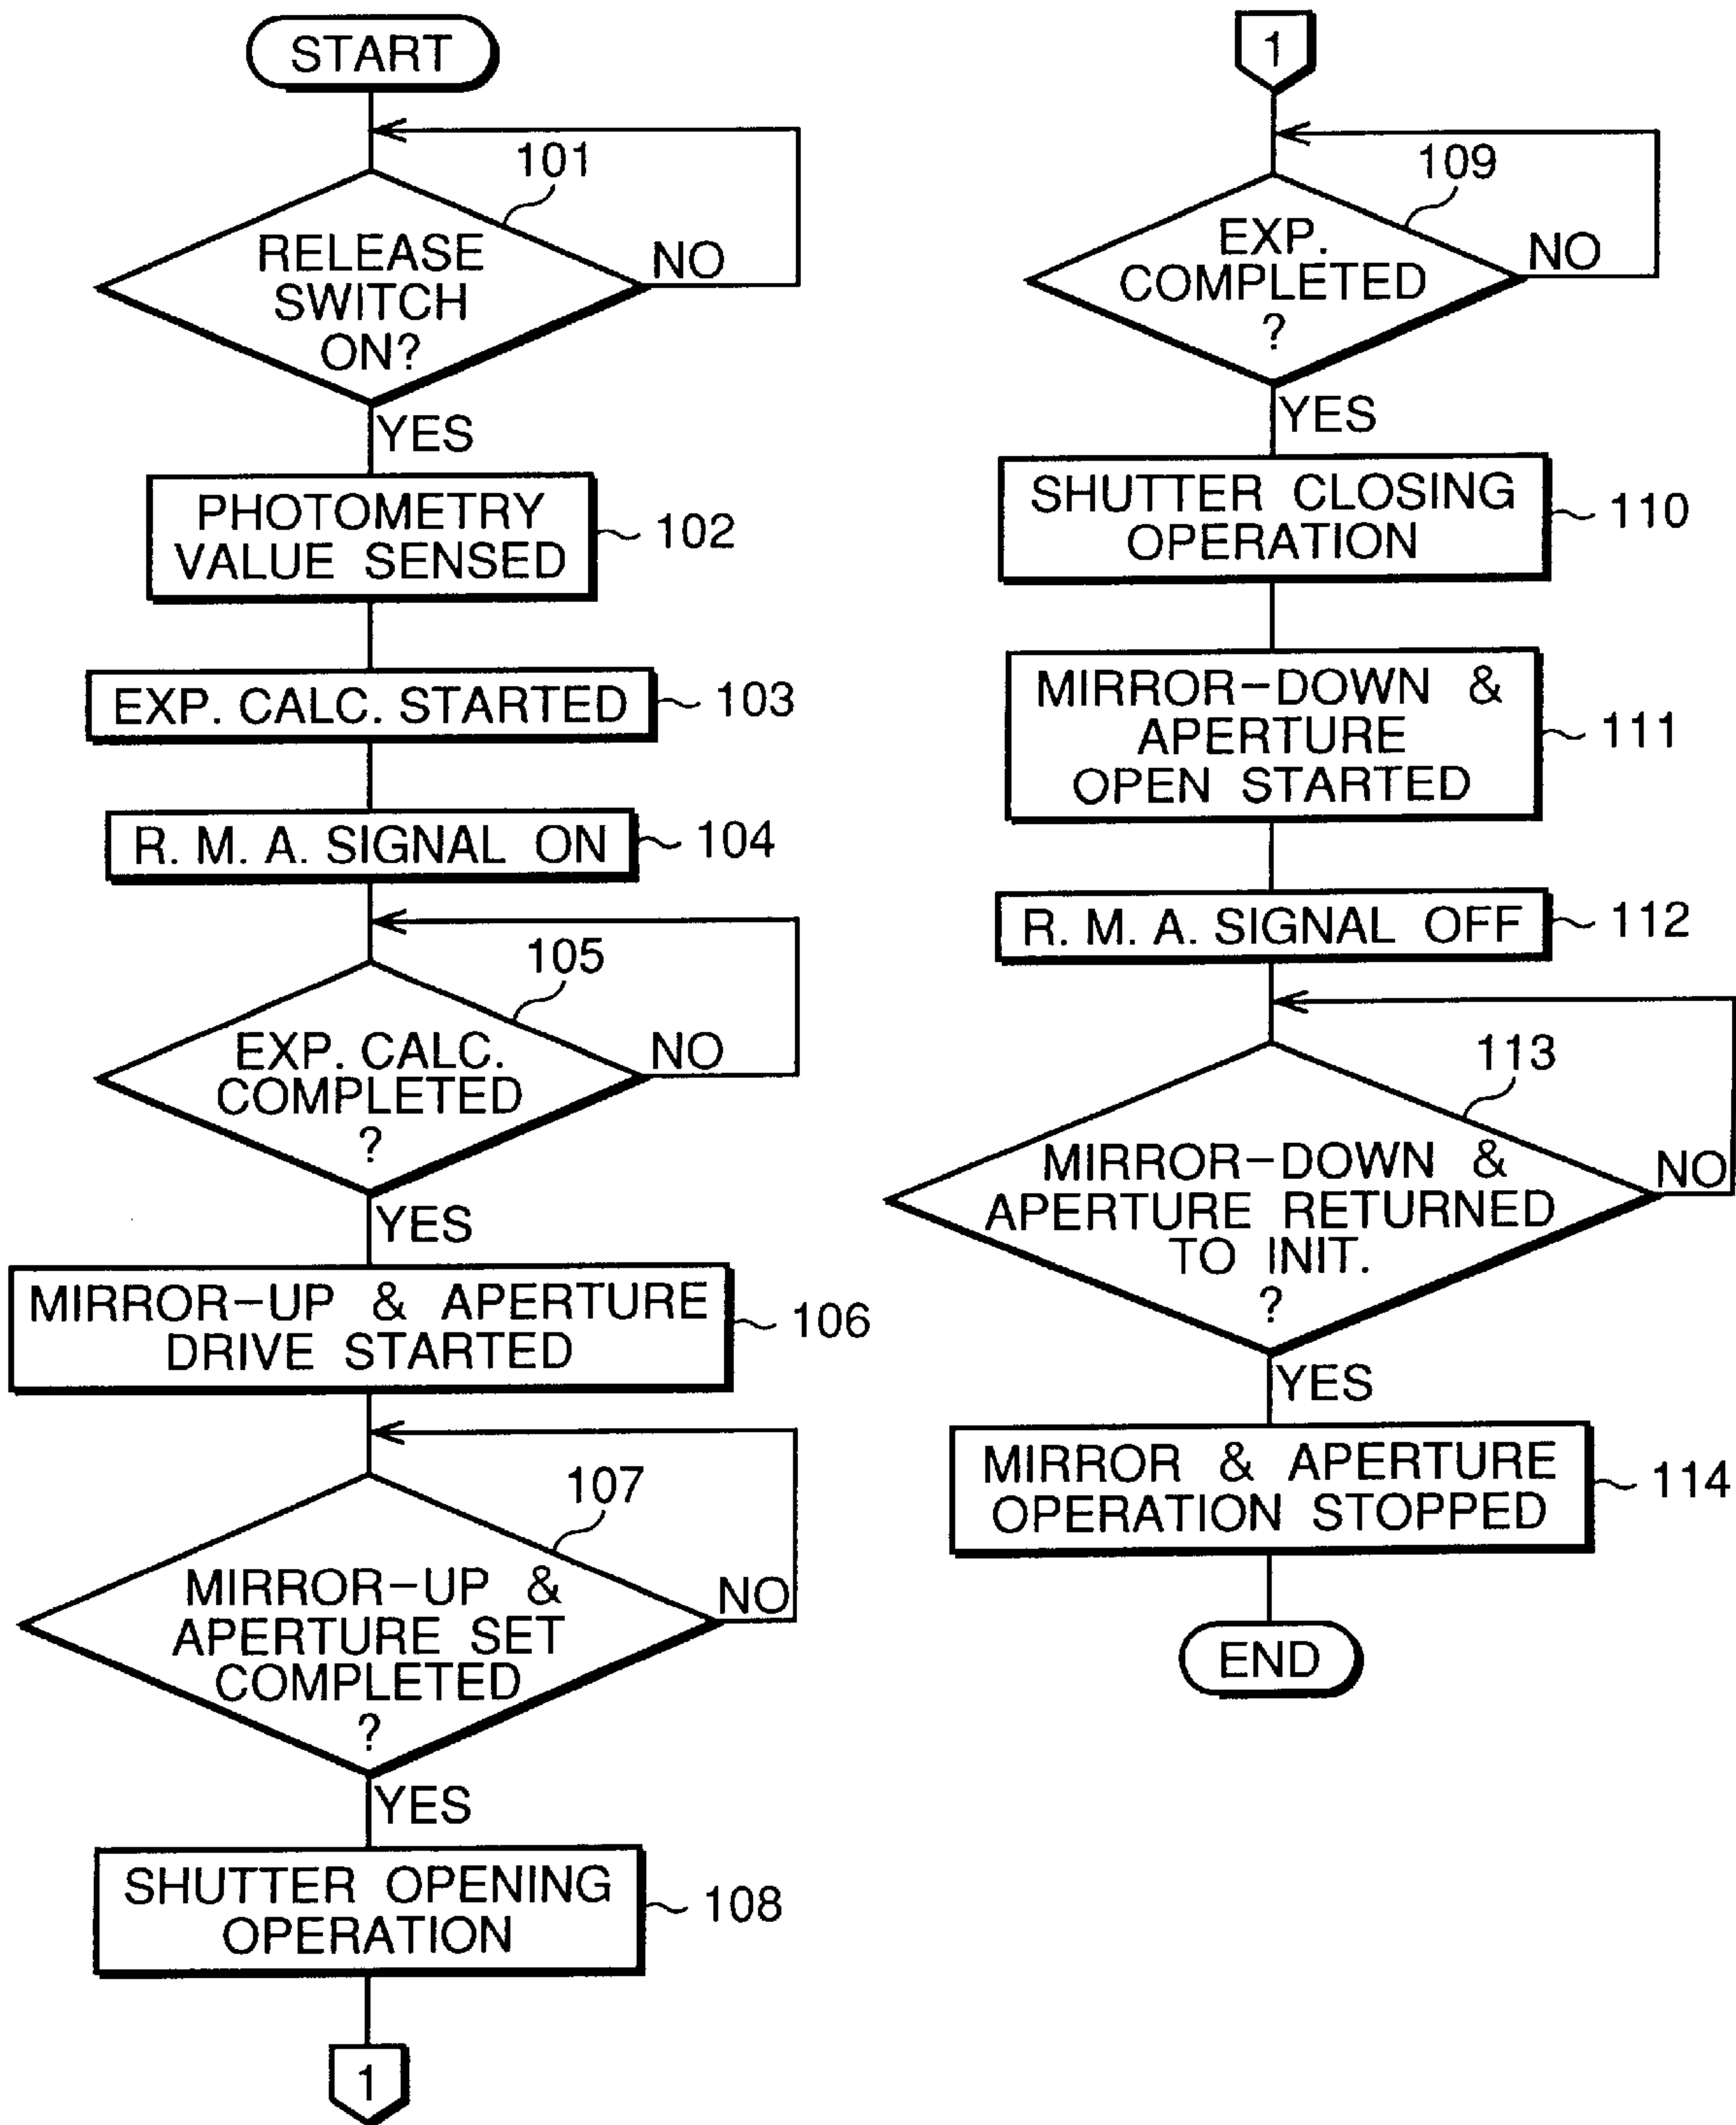 START
101
RELEASE
SWITCH
ON?
NO
YES
PHOTOMETRY
VALUE SENSED
102
EXP. CALC. STARTED
103
R. M. A. SIGNAL ON
104
105
EXP. CALC.
COMPLETED
?
NO
YES
MIRROR-UP & APERTURE
DRIVE STARTED
106
107
MIRROR-UP &
APERTURE SET
COMPLETED
?
NO
YES
SHUTTER OPENING
OPERATION
108
1
1
109
EXP.
COMPLETED
?
NO
YES
SHUTTER CLOSING
OPERATION
110
MIRROR-DOWN &
APERTURE
OPEN STARTED
111
R. M. A. SIGNAL OFF
112
113
MIRROR-DOWN &
APERTURE RETURNED
TO INIT.
?
NO
YES
MIRROR & APERTURE
OPERATION STOPPED
114
END